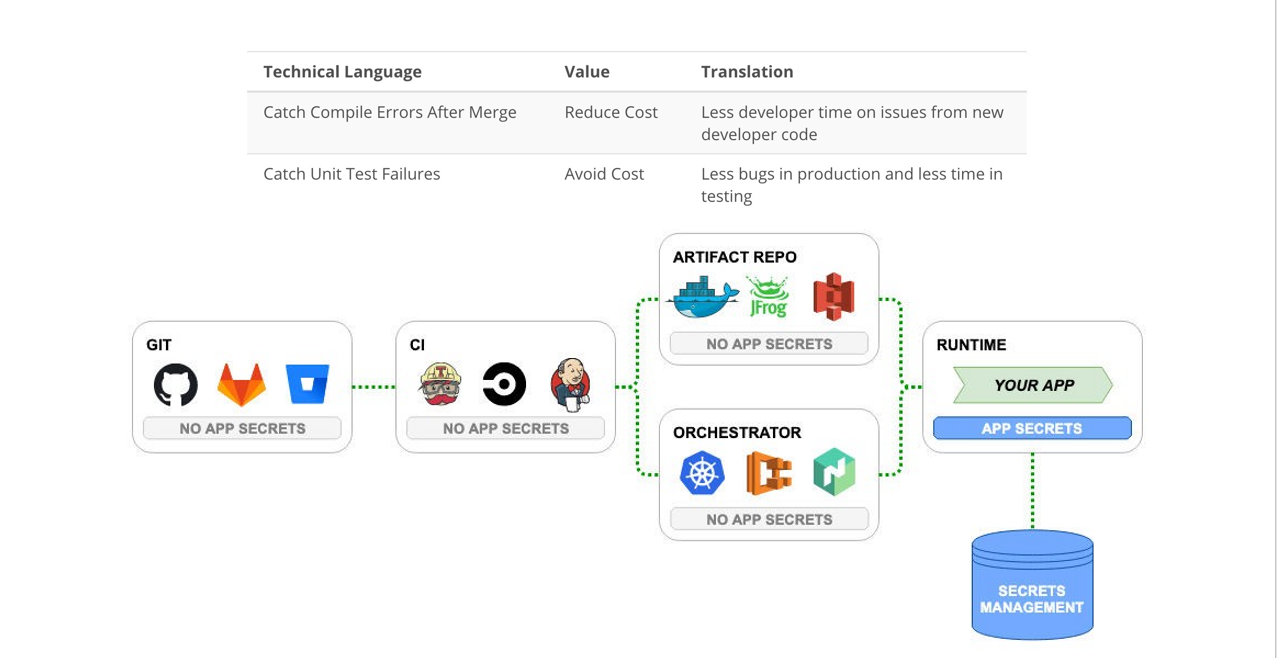 Technical Language Value Translation
Catch Compile Errors After Merge Reduce Cost Less developer time on issues from new
developer code
Catch Unit Test Failures Avoid Cost Less bugs in production and less time in
testing
ARTIFACT REPO
JFrog
NO APP SECRETS
GIT
NO APP SECRETS
CI
T
NO APP SECRETS
ORCHESTRATOR
NO APP SECRETS
RUNTIME
YOUR APP
APP SECRETS
SECRETS
MANAGEMENT